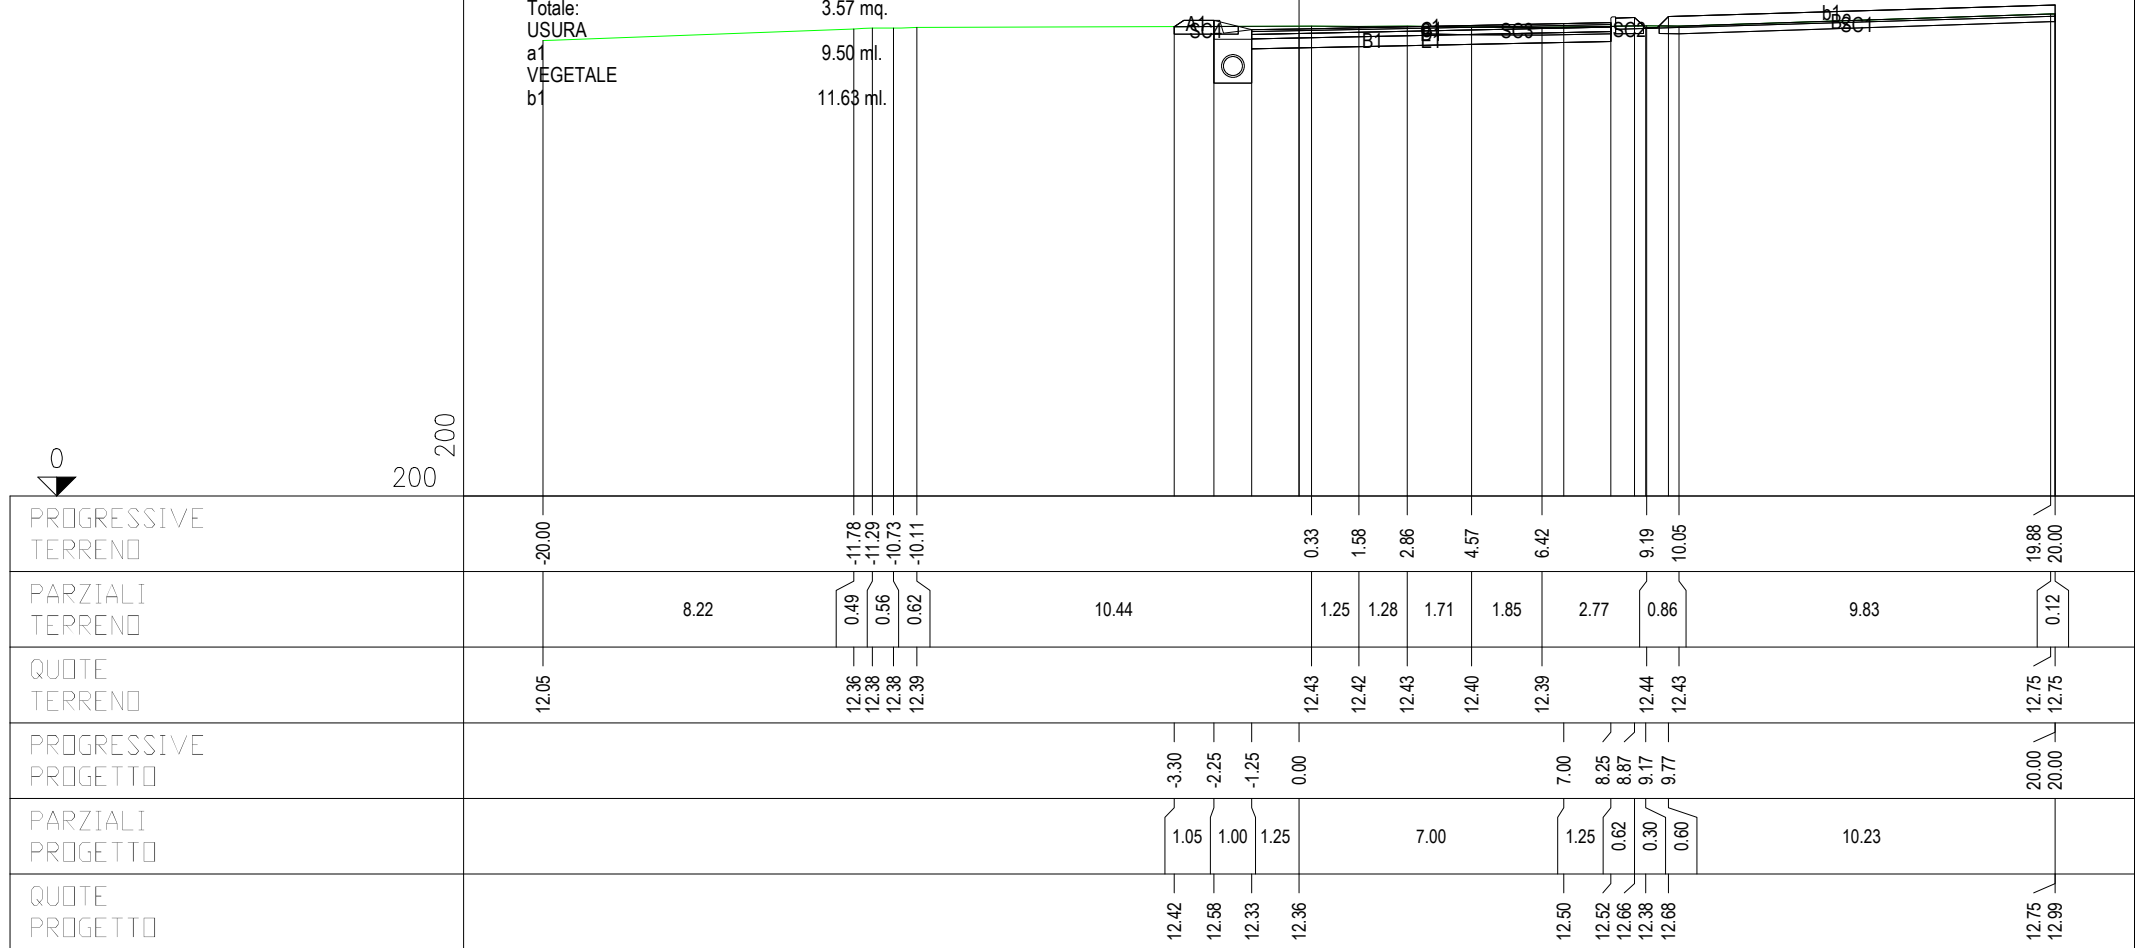 Totale: 3.57 mq.
USURA
a1 9.50 ml.
VEGETALE
b1 11.63 ml.
A1
SC1
B1
E1
SC3
SC2
b1
B2
SC1
200
200
0
PROGRESSIVE
TERRENO
-20.00 -11.78 -11.29 -10.73 -10.11 0.33 1.58 2.86 4.57 6.42 9.19 10.05 19.88 20.00
PARZIALI
TERRENO
8.22 0.49 0.56 0.62 10.44 1.25 1.28 1.71 1.85 2.77 0.86 9.83 0.12
QUOTE
TERRENO
12.05 12.36 12.38 12.38 12.39 12.43 12.42 12.43 12.40 12.39 12.44 12.43 12.75 12.75
PROGRESSIVE
PROGETTO
-3.30 -2.25 -1.25 0.00 7.00 8.25 8.87 9.17 9.77 20.00 20.00
PARZIALI
PROGETTO
1.05 1.00 1.25 7.00 1.25 0.62 0.30 0.60 10.23
QUOTE
PROGETTO
12.42 12.58 12.33 12.36 12.50 12.52 12.66 12.38 12.68 12.75 12.99